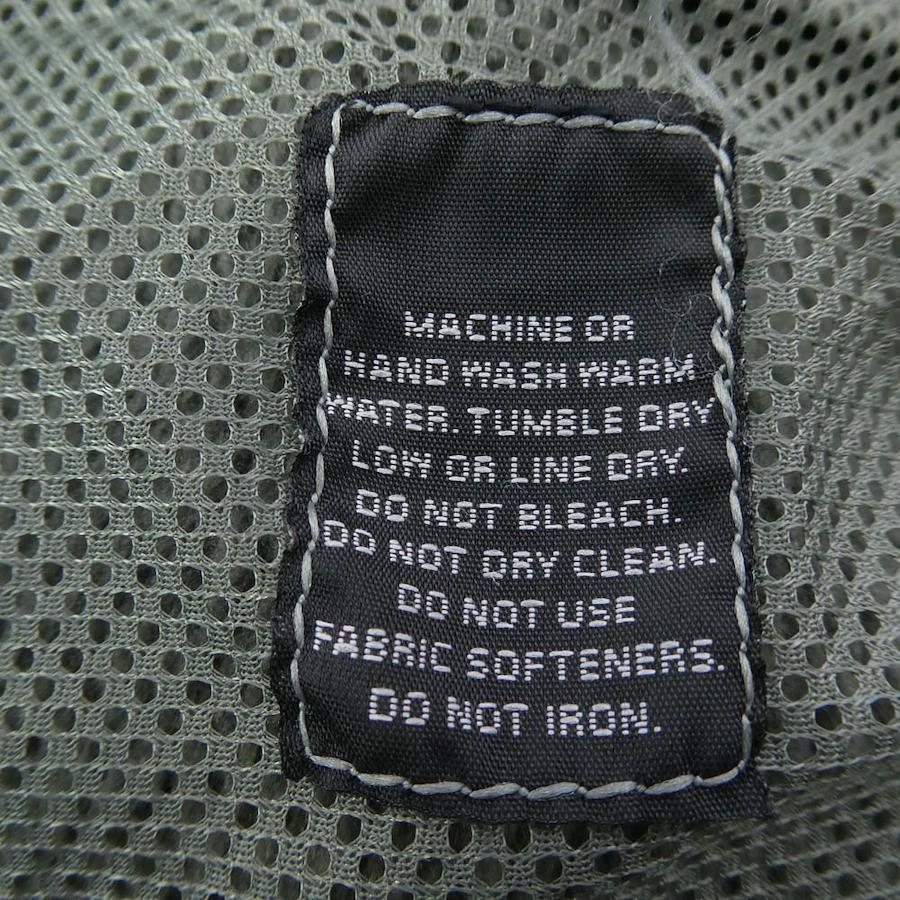 MACHINE OR
HAND WASH WARM
WATER. TUMBLE DRY
LOW OR LINE DRY.
DO NOT BLEACH.
DO NOT DRY CLEAN.
DO NOT USE
FABRIC SOFTENERS.
DO NOT IRON.